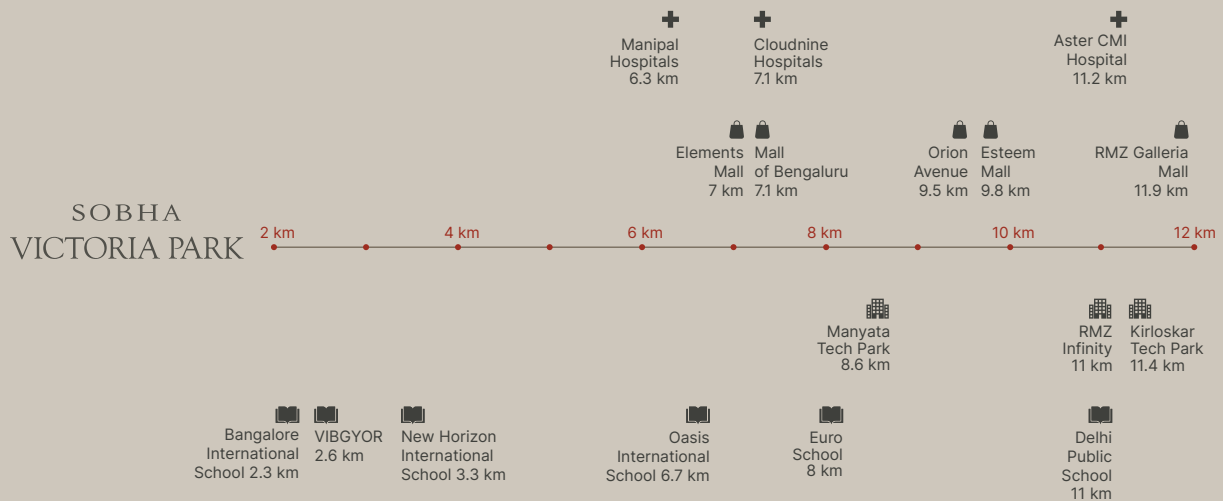 Manipal
Hospitals
6.3 km
Cloudnine
Hospitals
7.1 km
Aster CMI
Hospital
11.2 km
Elements
Mall
7 km
Mall
of Bengaluru
7.1 km
Orion
Avenue
9.5 km
Esteem
Mall
9.8 km
RMZ Galleria
Mall
11.9 km
SOBHA
VICTORIA PARK
2 km
4 km
6 km
8 km
10 km
12 km
Manyata
Tech Park
8.6 km
RMZ
Infinity
11 km
Kirloskar
Tech Park
11.4 km
Bangalore
International
School 2.3 km
VIBGYOR
2.6 km
New Horizon
International
School 3.3 km
Oasis
International
School 6.7 km
Euro
School
8 km
Delhi
Public
School
11 km